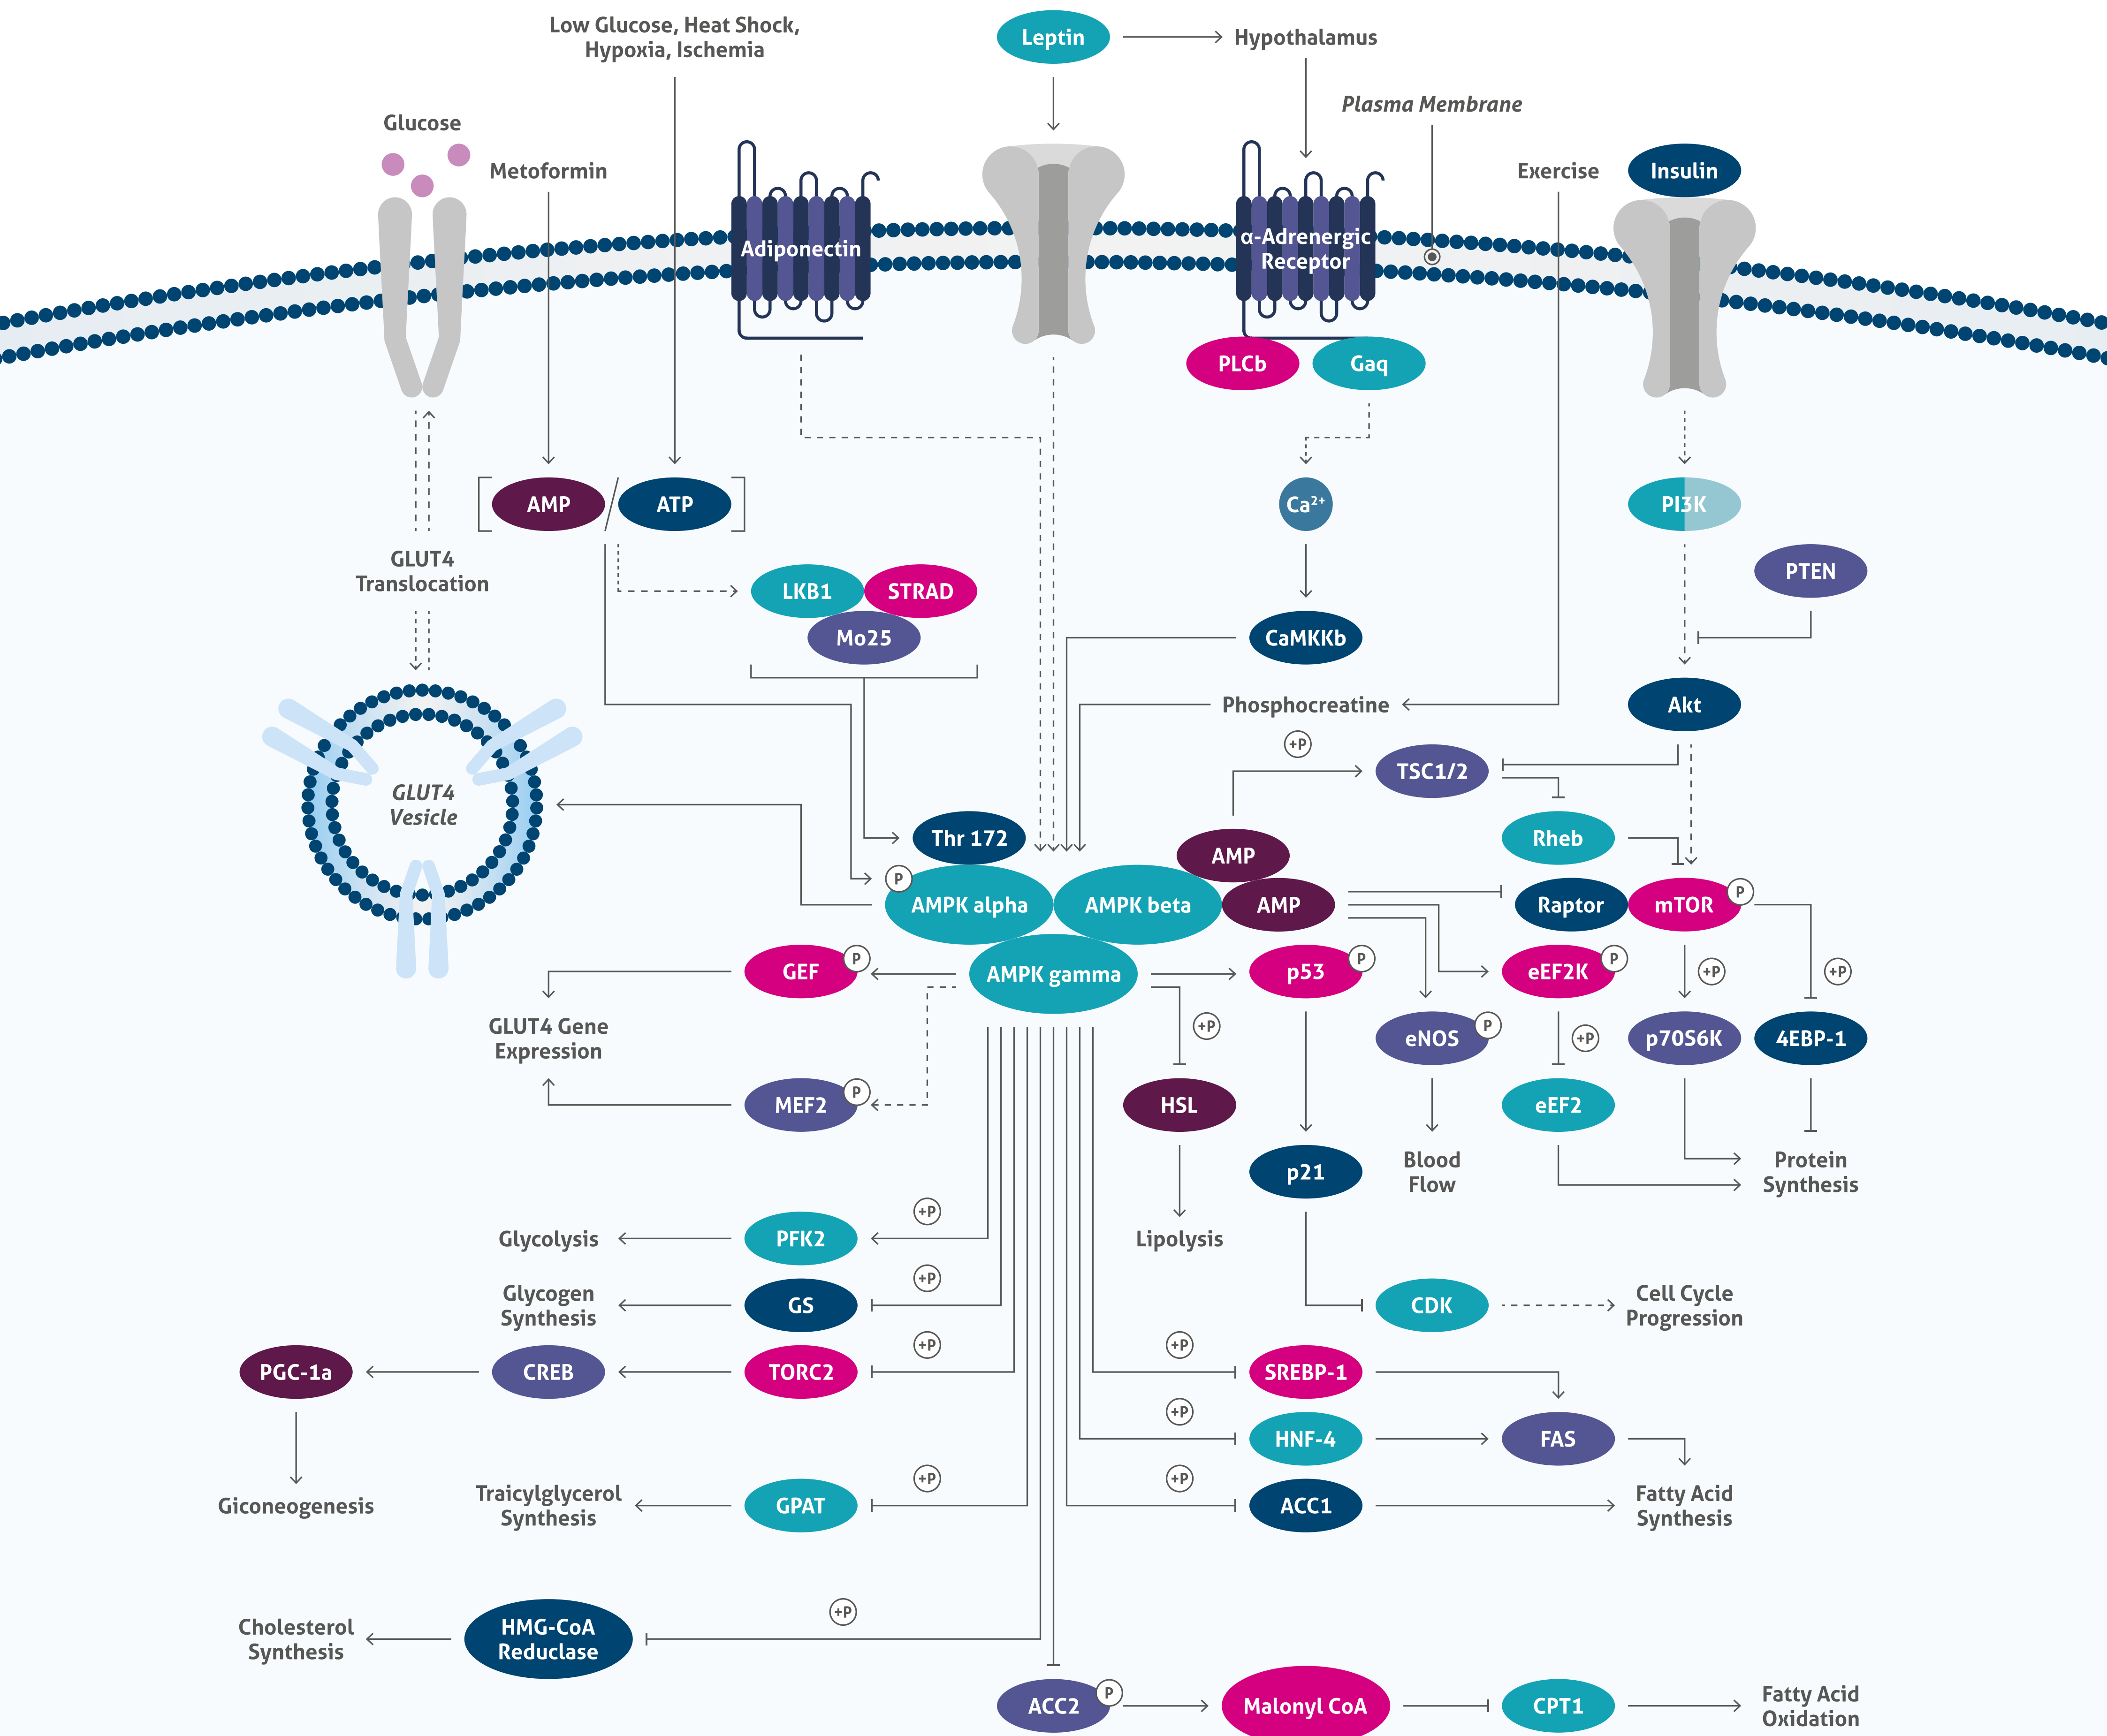 Low Glucose, Heat Shock,
Hypoxia, Ischemia
Leptin
Hypothalamus
Plasma Membrane
Glucose
Metoformin
Exercise
Insulin
Adiponectin
α-Adrenergic
Receptor
PLCb
Gaq
AMP
/
ATP
Ca²⁺
PI3K
GLUT4
Translocation
PTEN
LKB1
STRAD
Mo25
CaMKKb
Phosphocreatine
Akt
+P
TSC1/2
GLUT4
Vesicle
Thr 172
Rheb
AMP
P
AMPK alpha
AMPK beta
AMP
Raptor
mTOR
P
GEF
P
AMPK gamma
p53
P
eEF2K
P
+P
+P
GLUT4 Gene
Expression
+P
eNOS
P
+P
p70S6K
4EBP-1
MEF2
P
HSL
eEF2
p21
Blood
Flow
Protein
Synthesis
Glycolysis
PFK2
+P
Lipolysis
Glycogen
Synthesis
GS
+P
CDK
Cell Cycle
Progression
PGC-1a
CREB
TORC2
+P
+P
SREBP-1
+P
HNF-4
FAS
Giconeogenesis
Traicylglycerol
Synthesis
GPAT
+P
+P
ACC1
Fatty Acid
Synthesis
Cholesterol
Synthesis
HMG-CoA
Reduclase
+P
ACC2
P
Malonyl CoA
CPT1
Fatty Acid
Oxidation